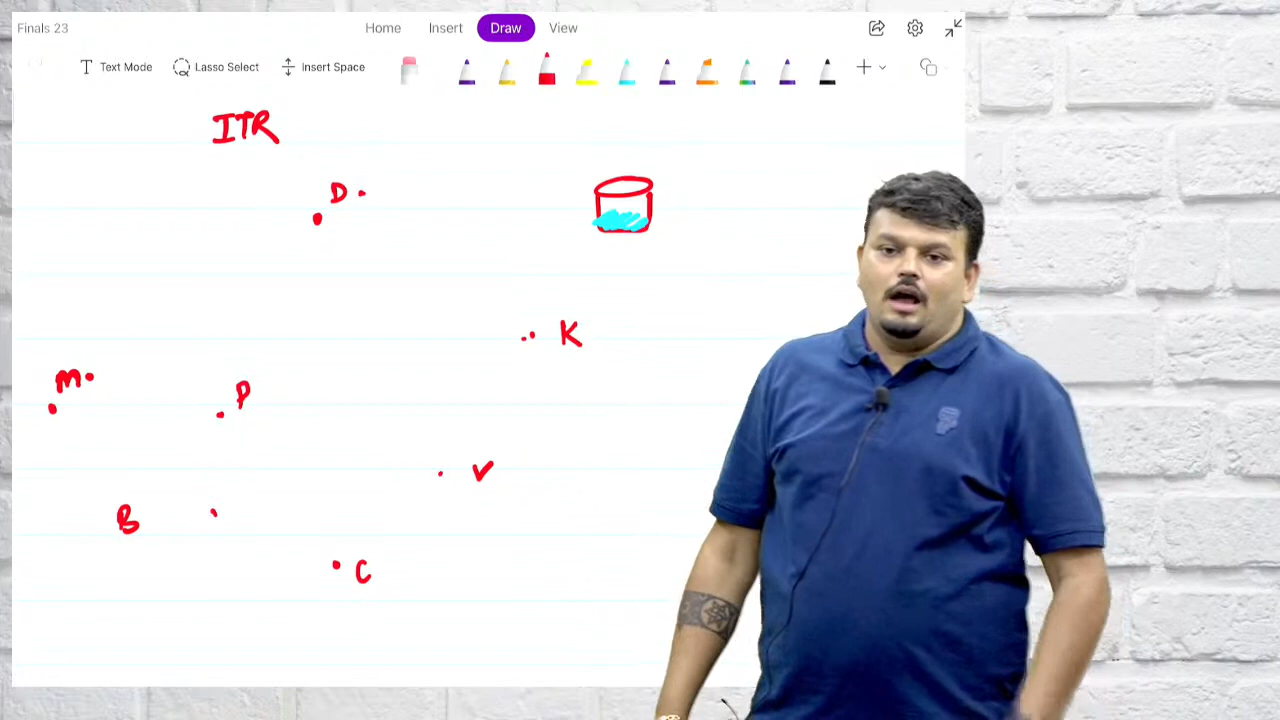 Finals 23
Home Insert Draw View
Text Mode Lasso Select Insert Space
ITR
D
K
M
P
V
B
C